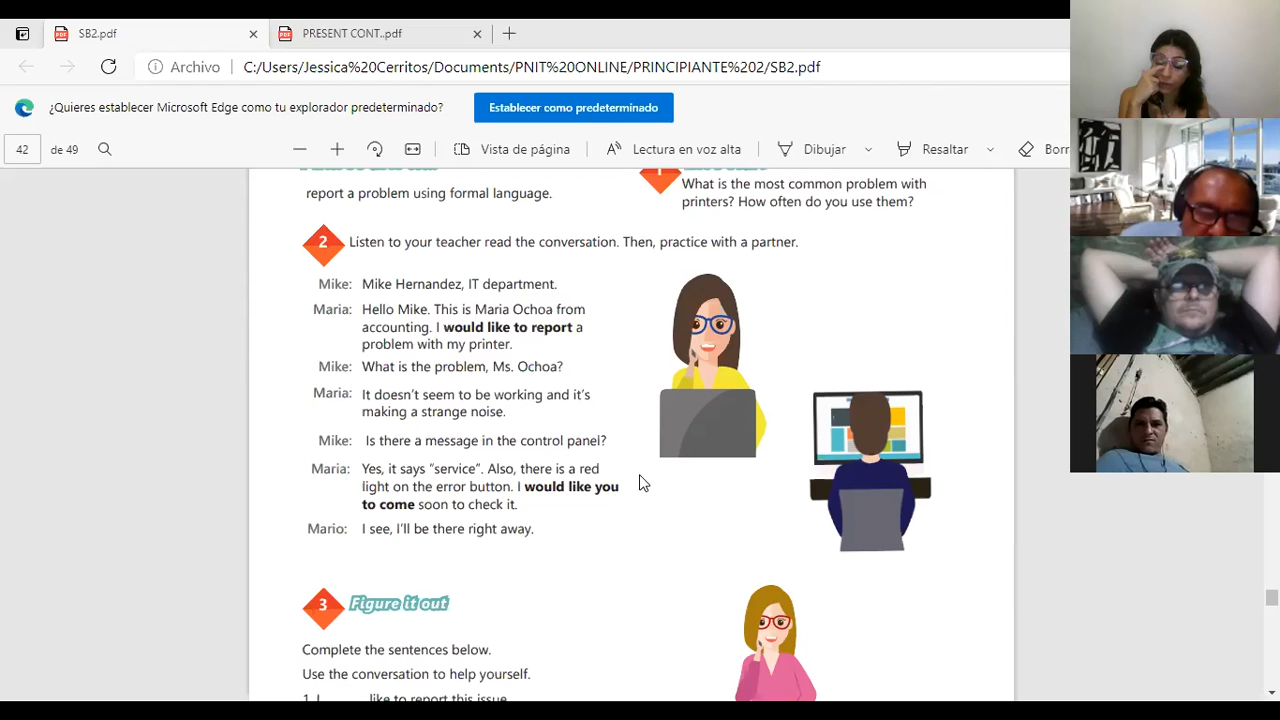 SB2.pdf
PRESENT CONT..pdf
Archivo C:/Users/Jessica%20Cerritos/Documents/PNIT%20ONLINE/PRINCIPIANTE%202/SB2.pdf
¿Quieres establecer Microsoft Edge como tu explorador predeterminado?
Establecer como predeterminado
42 de 49
Vista de página
Lectura en voz alta
Dibujar
Resaltar
Borr
report a problem using formal language.
1
What is the most common problem with
printers? How often do you use them?
2 Listen to your teacher read the conversation. Then, practice with a partner.
Mike: Mike Hernandez, IT department.
Maria: Hello Mike. This is Maria Ochoa from
accounting. I would like to report a
problem with my printer.
Mike: What is the problem, Ms. Ochoa?
Maria: It doesn't seem to be working and it's
making a strange noise.
Mike: Is there a message in the control panel?
Maria: Yes, it says “service”. Also, there is a red
light on the error button. I would like you
to come soon to check it.
Mario: I see, I'll be there right away.
3 Figure it out
Complete the sentences below.
Use the conversation to help yourself.
1. I ____ like to report this issue